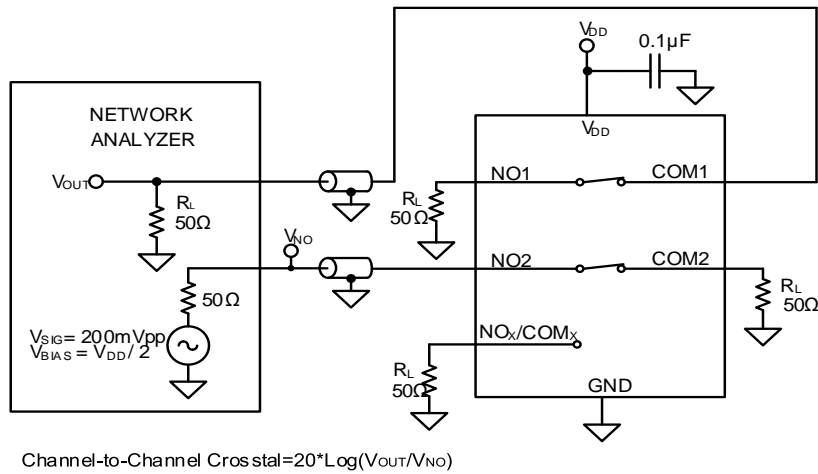 VDD
0.1µF
NETWORK
ANALYZER
VDD
VOUT
NO1
COM1
RL
50Ω
RL
50Ω
VNO
NO2
COM2
50Ω
RL
50Ω
VSIG= 200mVpp
VBIAS = VDD/ 2
NOX/COMX
RL
50Ω
GND
Channel-to-Channel Crosstal=20*Log(VOUT/VNO)